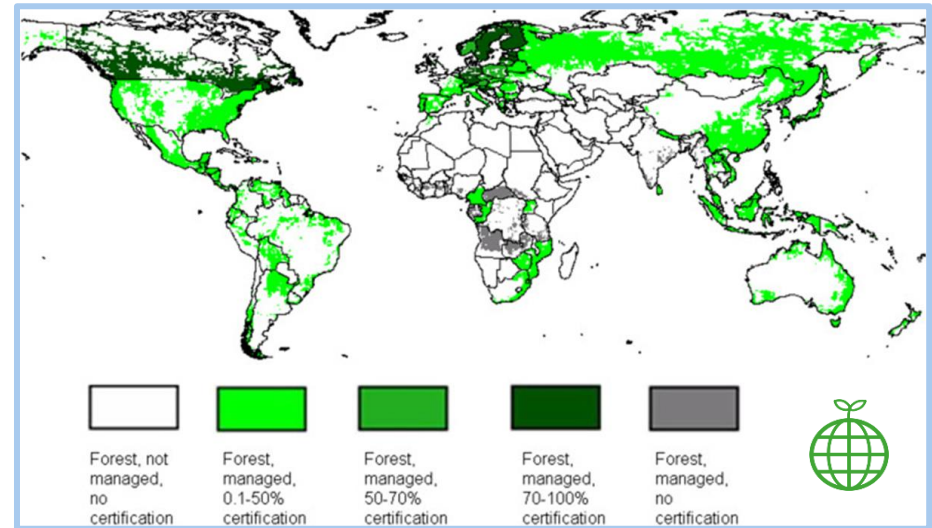 Forest, not
managed,
no
certification
Forest,
managed,
0.1-50%
certification
Forest,
managed,
50-70%
certification
Forest,
managed,
70-100%
certification
Forest,
managed,
no
certification